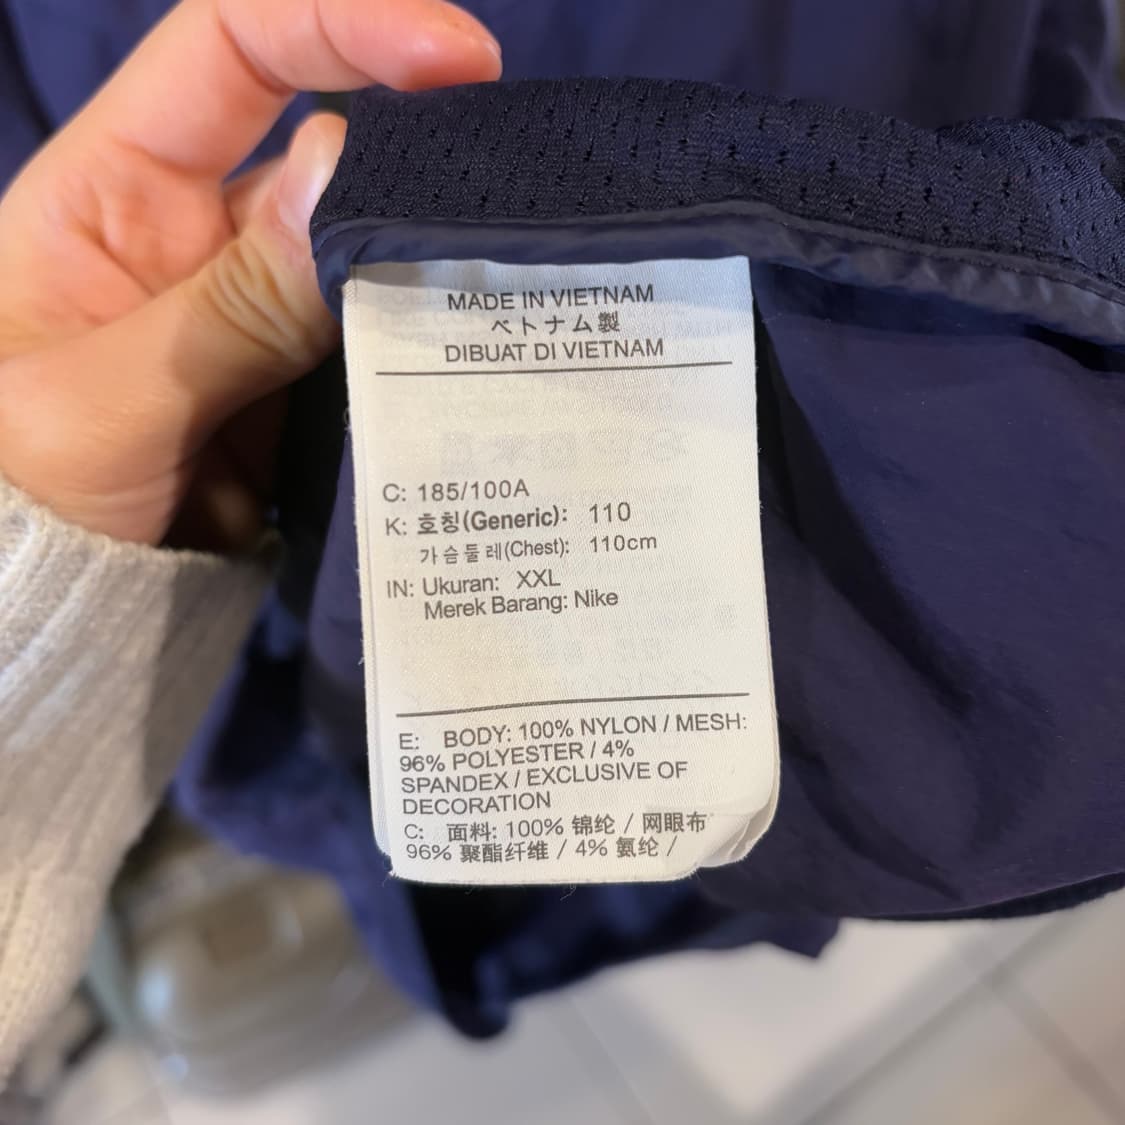 MADE IN VIETNAM
ベトナム製
DIBUAT DI VIETNAM
C: 185/100A
K: 호칭(Generic): 110
가슴둘레(Chest): 110cm
IN: Ukuran: XXL
Merek Barang: Nike
E: BODY: 100% NYLON / MESH:
96% POLYESTER / 4%
SPANDEX / EXCLUSIVE OF
DECORATION
C: 面料: 100% 锦纶 / 网眼布
96% 聚酯纤维 / 4% 氨纶 /